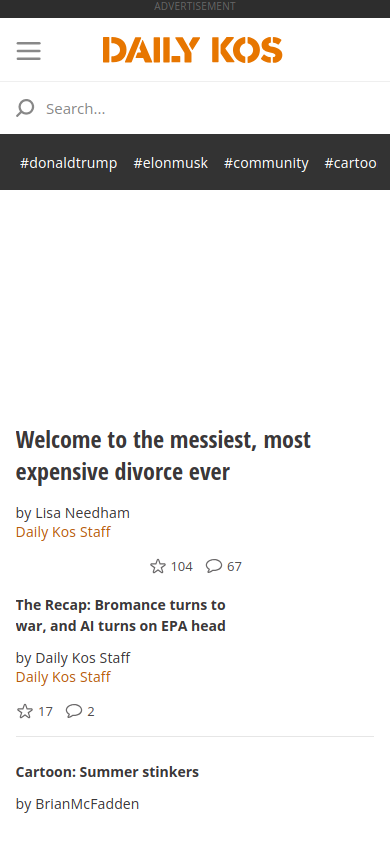 ADVERTISEMENT
DAILY KOS
Search...
#donaldtrump #elonmusk #community #cartoo
Welcome to the messiest, most
expensive divorce ever
by Lisa Needham
Daily Kos Staff
104 67
The Recap: Bromance turns to
war, and AI turns on EPA head
by Daily Kos Staff
Daily Kos Staff
17 2
Cartoon: Summer stinkers
by BrianMcFadden